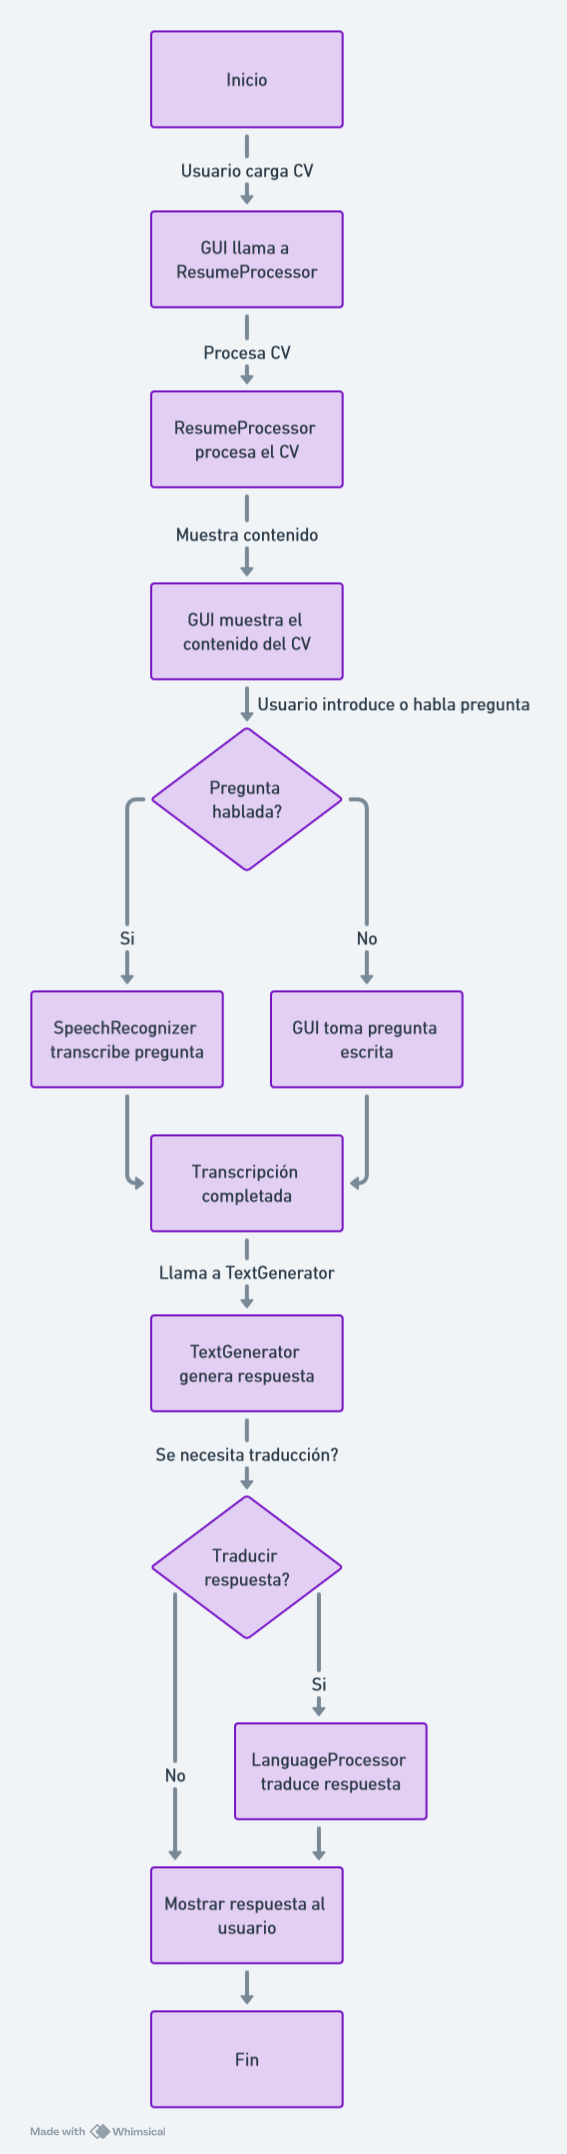 Inicio
Usuario carga CV
GUI llama a
ResumeProcessor
Procesa CV
ResumeProcessor
procesa el CV
Muestra contenido
GUI muestra el
contenido del CV
Usuario introduce o habla pregunta
Pregunta
hablada?
Si
No
SpeechRecognizer
transcribe pregunta
GUI toma pregunta
escrita
Transcripción
completada
Llama a TextGenerator
TextGenerator
genera respuesta
Se necesita traducción?
Traducir
respuesta?
Si
LanguageProcessor
traduce respuesta
No
Mostrar respuesta al
usuario
Fin
Made with Whimsical